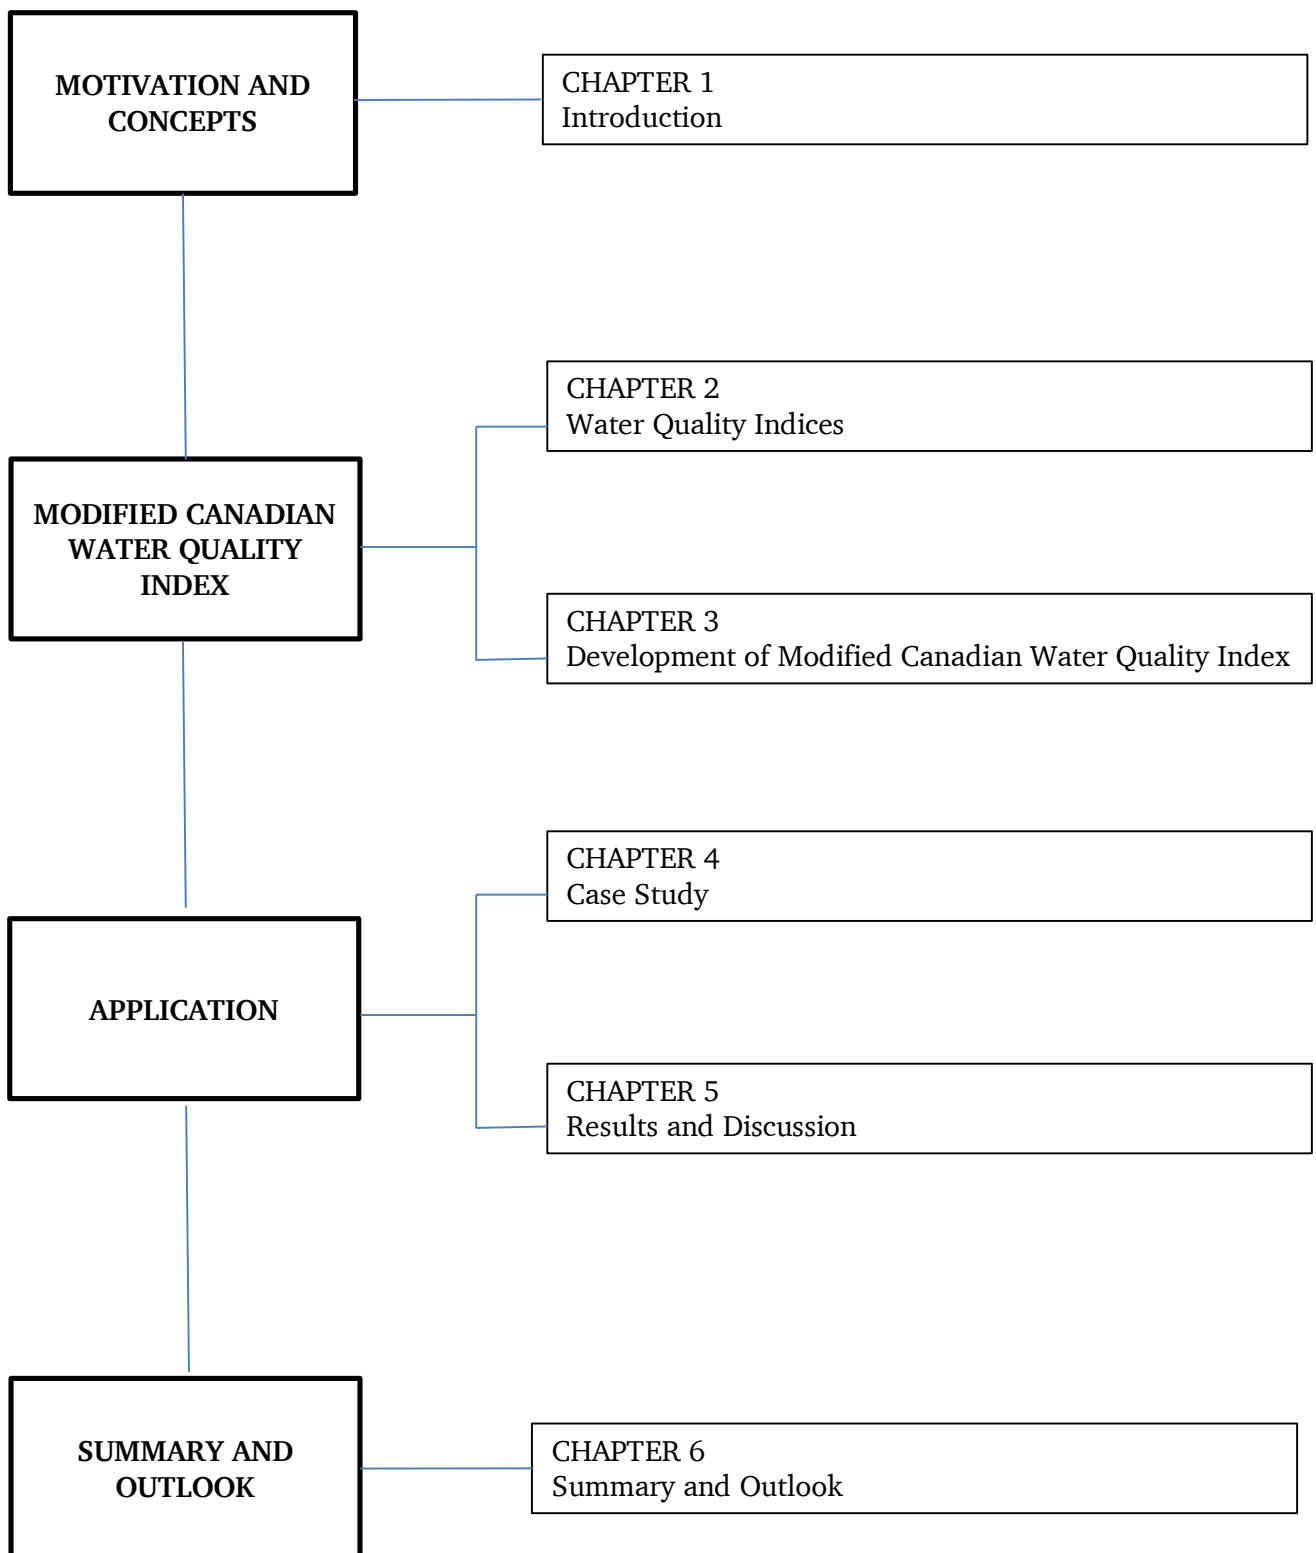 MOTIVATION AND
CONCEPTS
CHAPTER 1
Introduction
CHAPTER 2
Water Quality Indices
MODIFIED CANADIAN
WATER QUALITY
INDEX
CHAPTER 3
Development of Modified Canadian Water Quality Index
CHAPTER 4
Case Study
APPLICATION
CHAPTER 5
Results and Discussion
SUMMARY AND
OUTLOOK
CHAPTER 6
Summary and Outlook